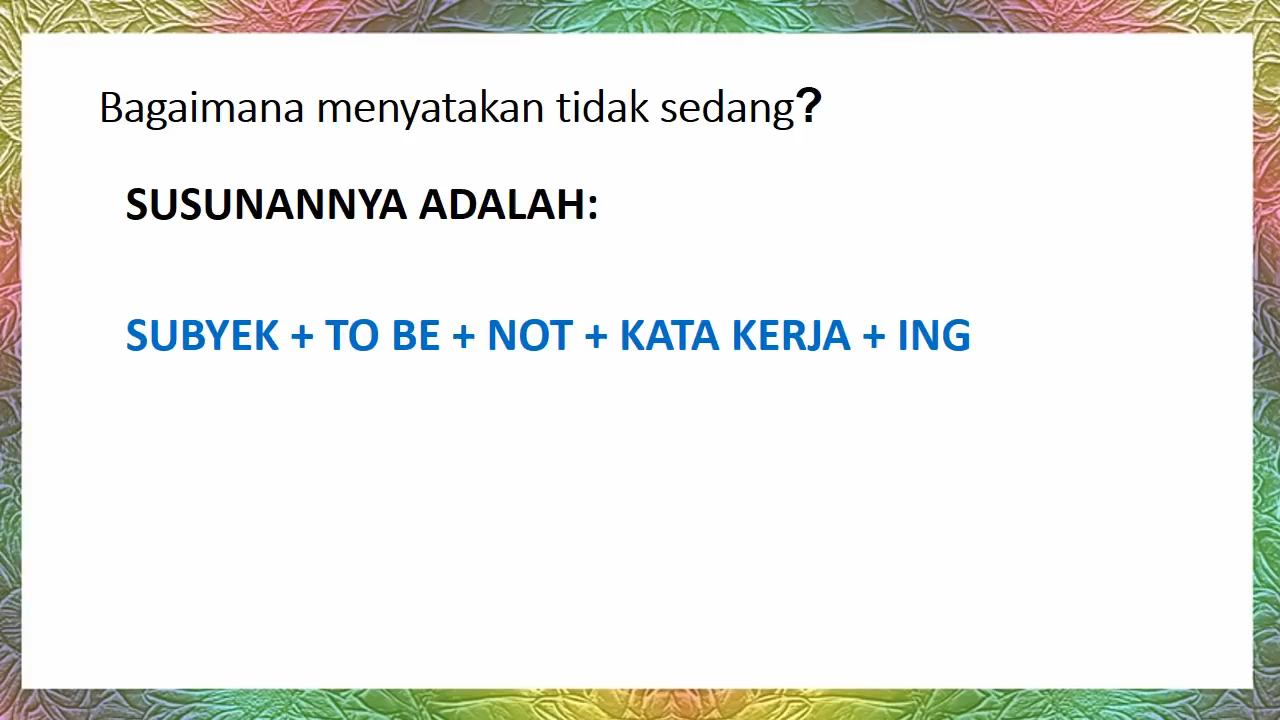 Bagaimana menyatakan tidak sedang?
SUSUNANNYA ADALAH:
SUBYEK + TO BE + NOT + KATA KERJA + ING